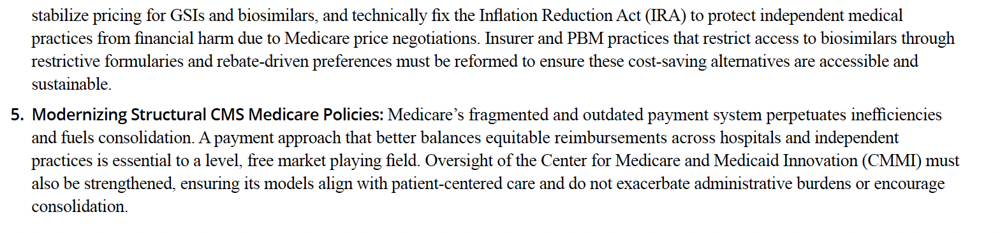 stabilize pricing for GSIs and biosimilars, and technically fix the Inflation Reduction Act (IRA) to protect independent medical
practices from financial harm due to Medicare price negotiations. Insurer and PBM practices that restrict access to biosimilars through
restrictive formularies and rebate-driven preferences must be reformed to ensure these cost-saving alternatives are accessible and
sustainable.
5. Modernizing Structural CMS Medicare Policies: Medicare’s fragmented and outdated payment system perpetuates inefficiencies
and fuels consolidation. A payment approach that better balances equitable reimbursements across hospitals and independent
practices is essential to a level, free market playing field. Oversight of the Center for Medicare and Medicaid Innovation (CMMI) must
also be strengthened, ensuring its models align with patient-centered care and do not exacerbate administrative burdens or encourage
consolidation.